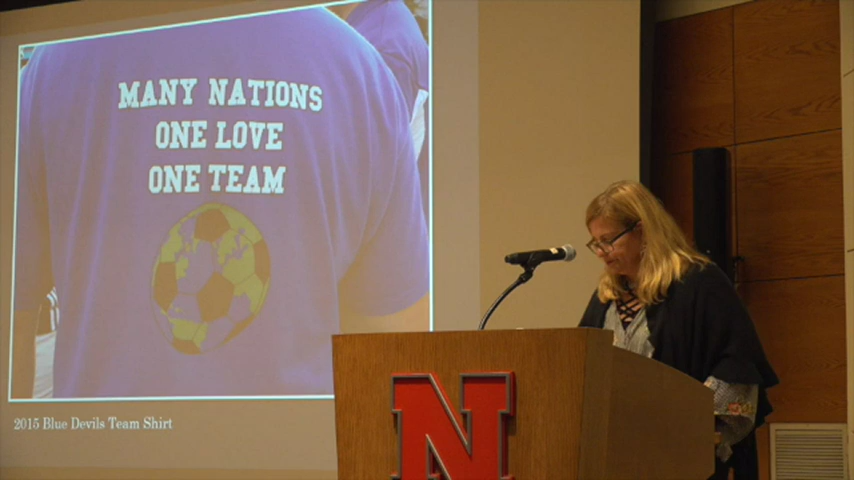 MANY NATIONS
ONE LOVE
ONE TEAM
2015 Blue Devils Team Shirt
N